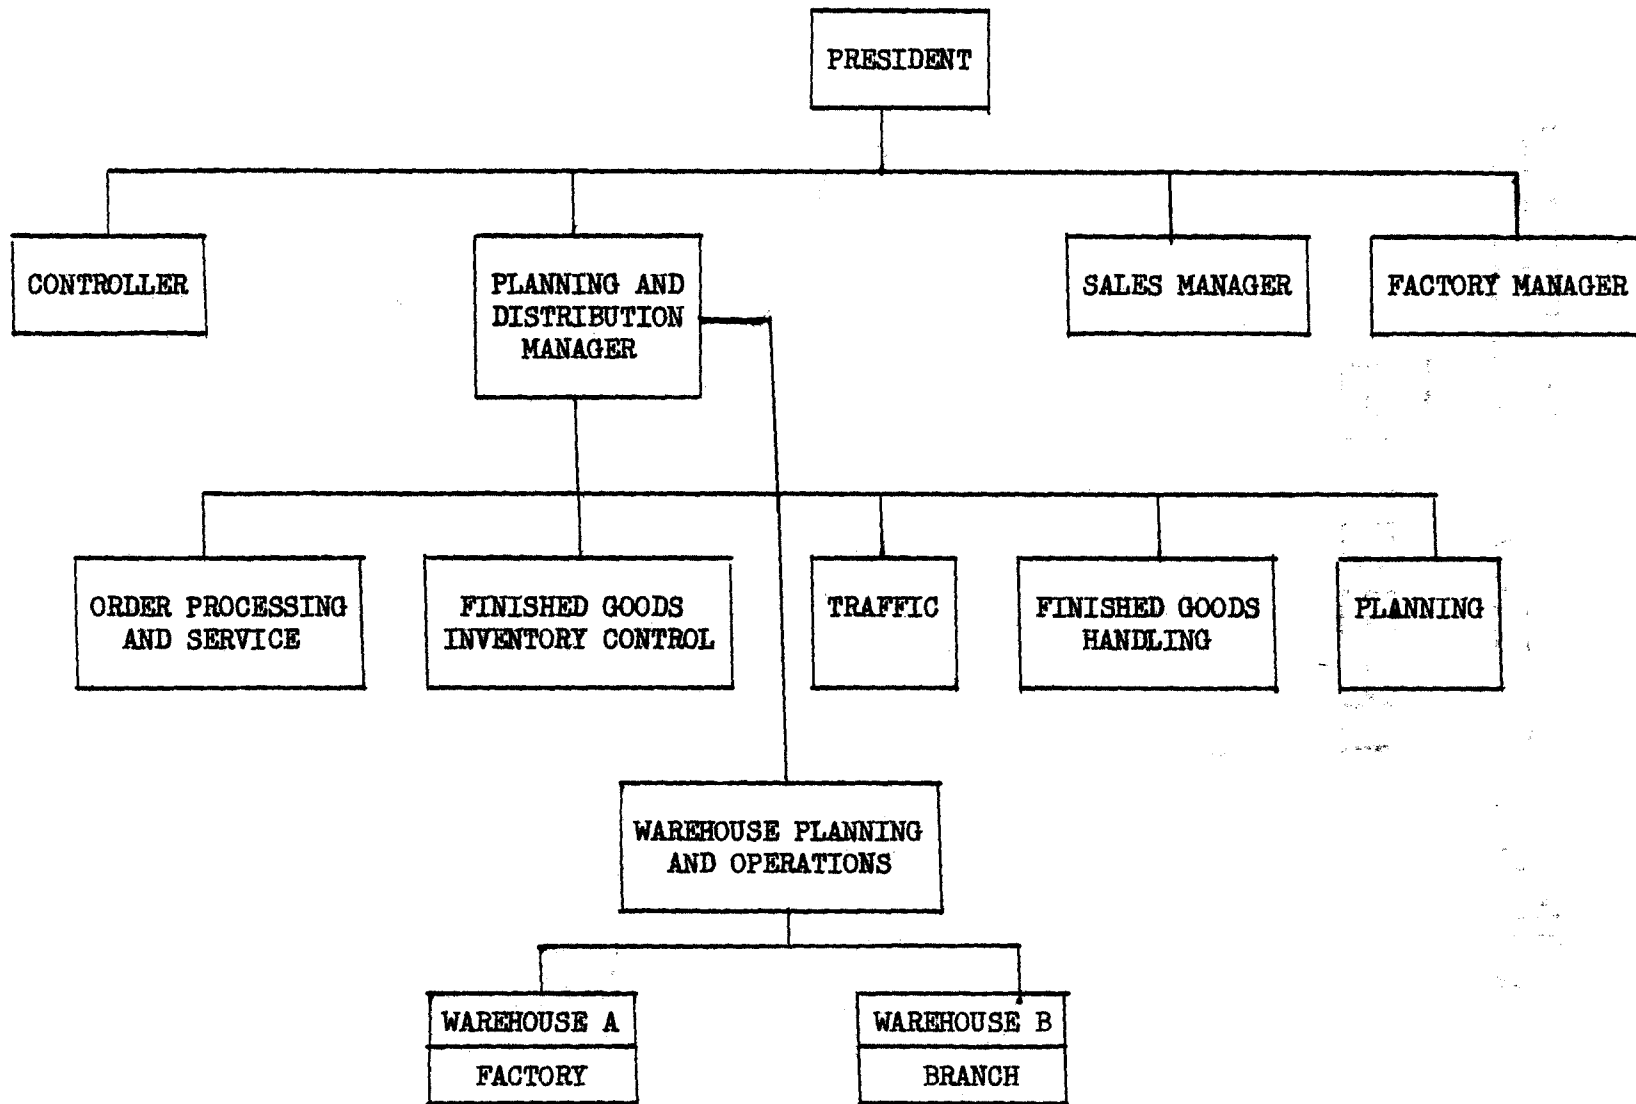 PRESIDENT
CONTROLLER
PLANNING AND
DISTRIBUTION
MANAGER
SALES MANAGER
FACTORY MANAGER
ORDER PROCESSING
AND SERVICE
FINISHED GOODS
INVENTORY CONTROL
TRAFFIC
FINISHED GOODS
HANDLING
PLANNING
WAREHOUSE PLANNING
AND OPERATIONS
WAREHOUSE A
FACTORY
WAREHOUSE B
BRANCH